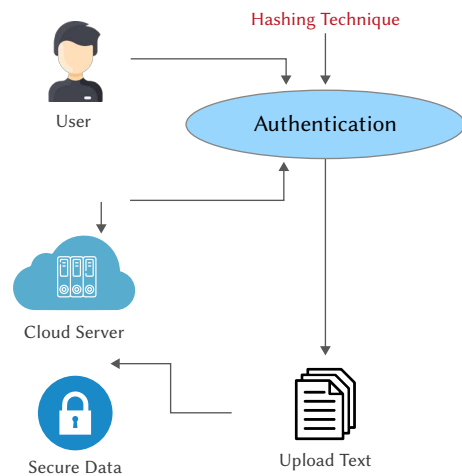 Hashing Technique
User
Authentication
Cloud Server
Secure Data
Upload Text